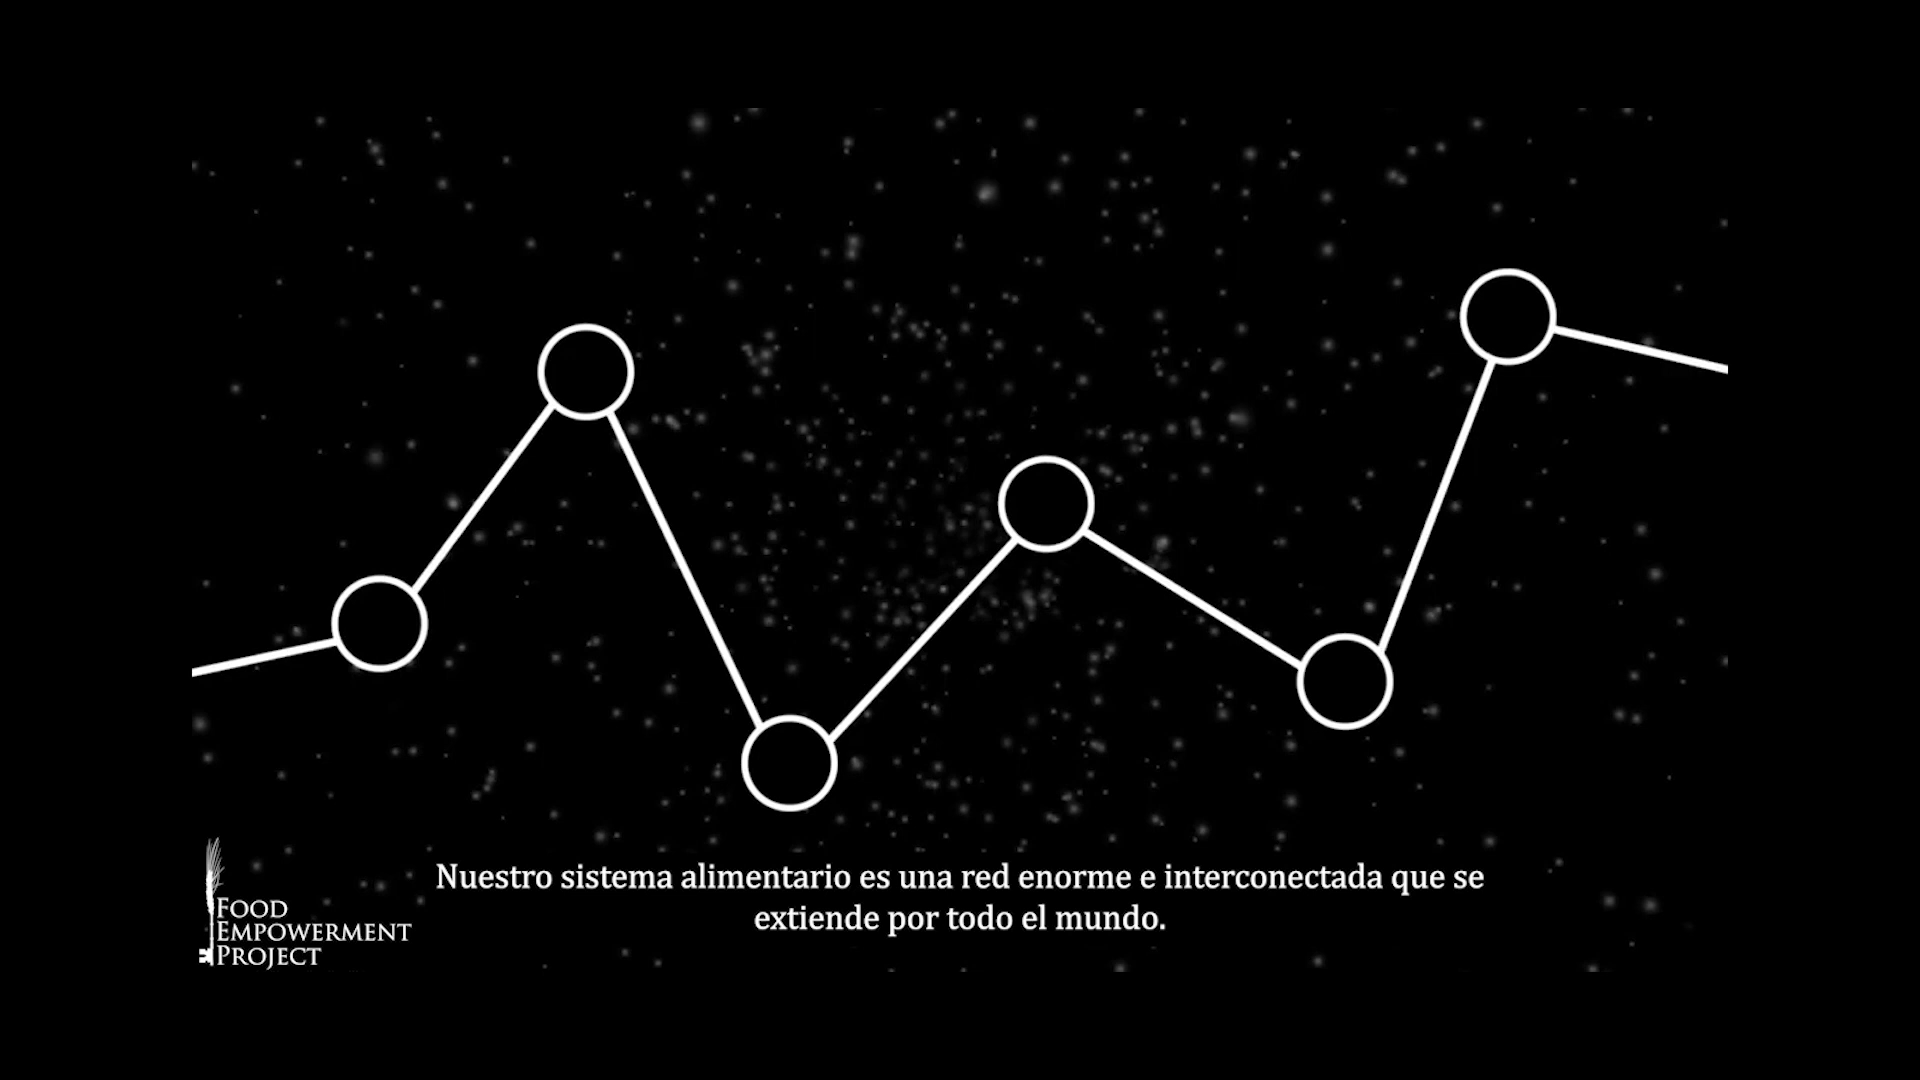 Nuestro sistema alimentario es una red enorme e interconectada que se
extiende por todo el mundo.
FOOD
EMPOWERMENT
PROJECT